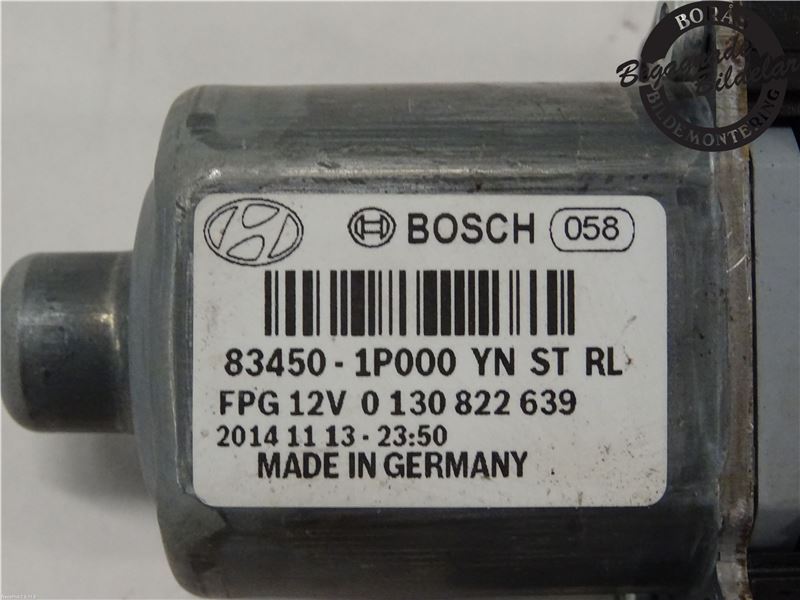 BORÅS
Begagnade
Bildelar
BILDEMONTERING
BOSCH 058
83450-1P000 YN ST RL
FPG 12V 0 130 822 639
2014 11 13 - 23:50
MADE IN GERMANY